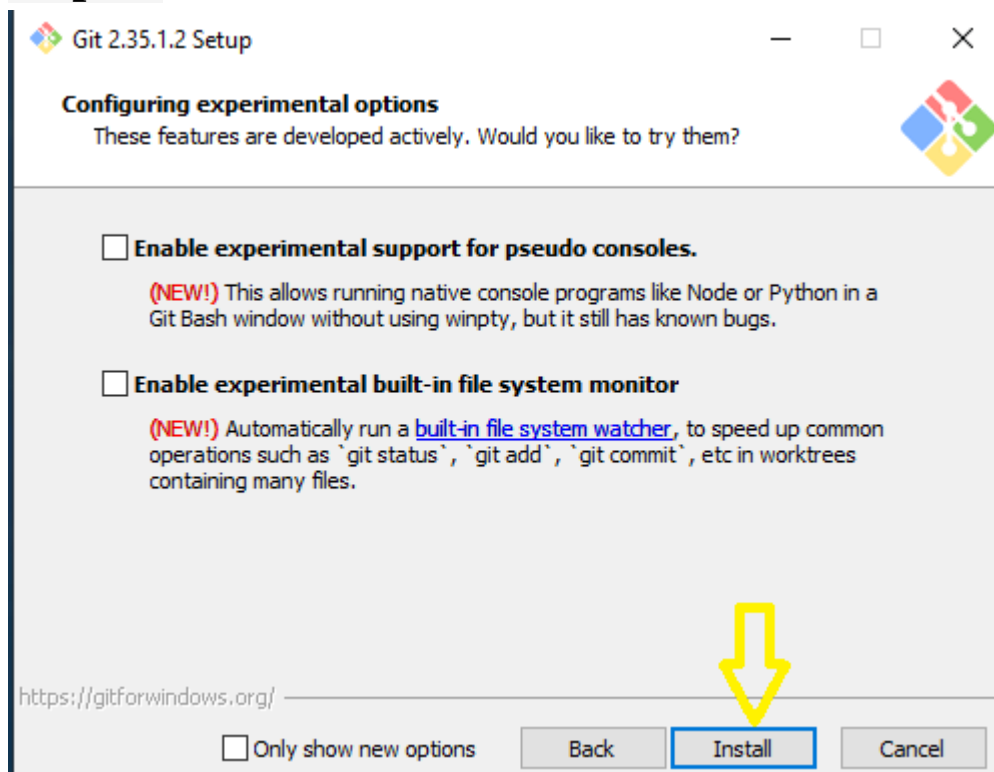 Git 2.35.1.2 Setup
Configuring experimental options
These features are developed actively. Would you like to try them?
Enable experimental support for pseudo consoles.
(NEW!) This allows running native console programs like Node or Python in a
Git Bash window without using winpty, but it still has known bugs.
Enable experimental built-in file system monitor
(NEW!) Automatically run a built-in file system watcher, to speed up common
operations such as `git status`, `git add`, `git commit`, etc in worktrees
containing many files.
https://gitforwindows.org/
Only show new options Back Install Cancel